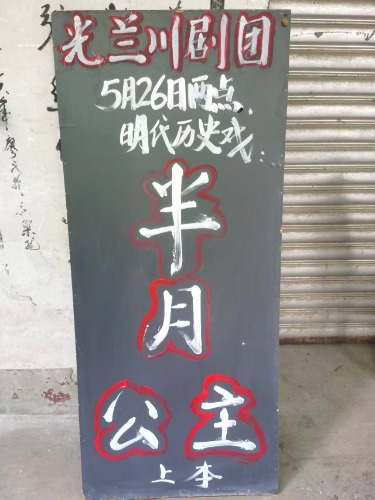 光兰川剧团
5月26日两点
明代历史戏:
半
月
公主
上本